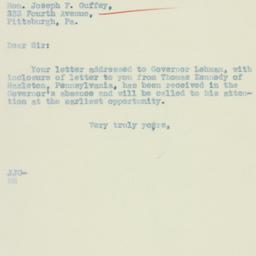 Hon. Joseph F. Guffey,
333 Fourth Avenue,
Pittsburgh, Pa.
Dear Sir:
Your letter addressed to Governor Lehman, with
inclosure of letter to you from Thomas Kennedy of
Hazleton, Pennsylvania, has been received in the
Governor's absence and will be called to his atten-
tion at the earliest opportunity.
Very truly yours,
JJC-